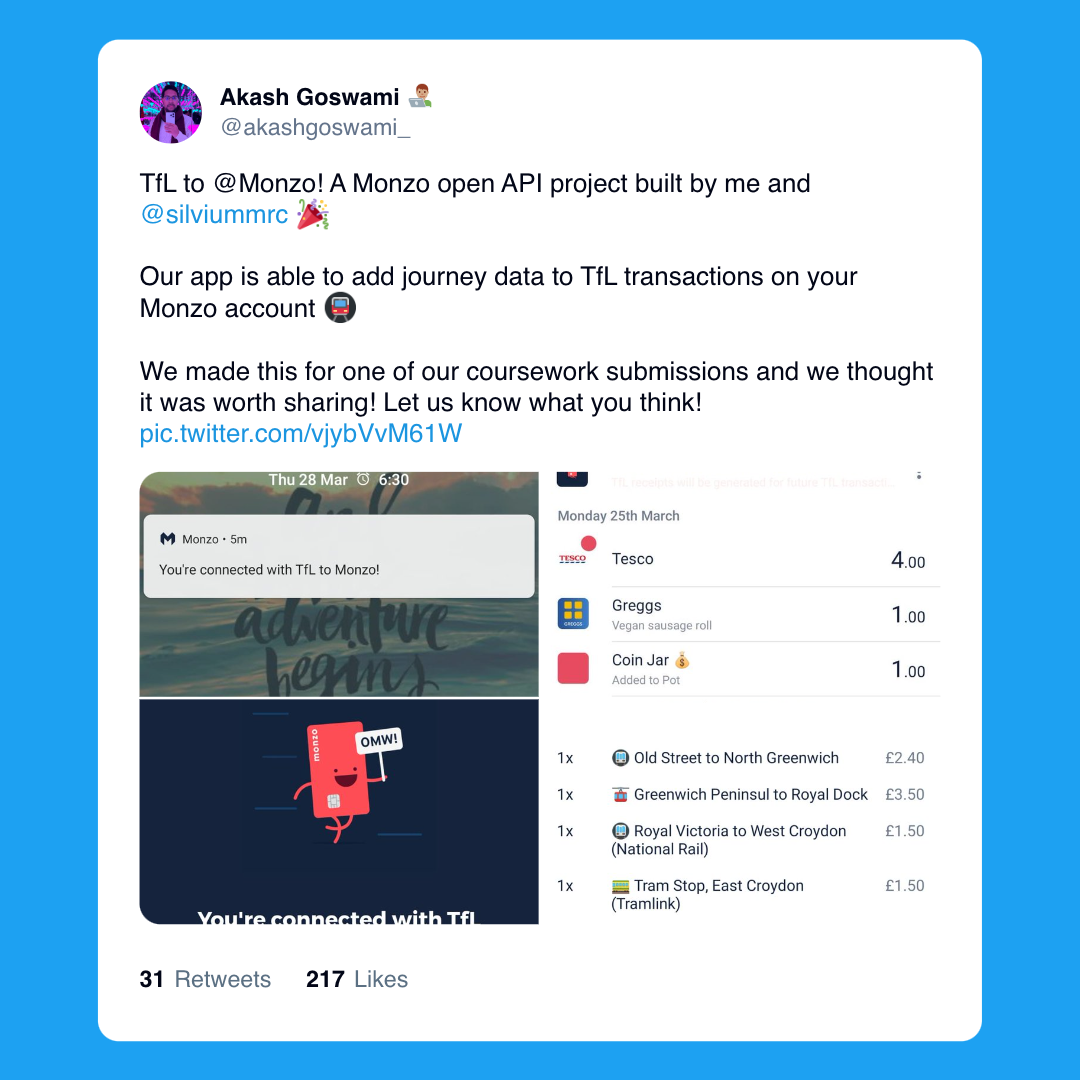 Akash Goswami
@akashgoswami_
TfL to @Monzo! A Monzo open API project built by me and
@silviummrc
Our app is able to add journey data to TfL transactions on your
Monzo account
We made this for one of our coursework submissions and we thought
it was worth sharing! Let us know what you think!
pic.twitter.com/vjybVvM61W
Thu 28 Mar 6:30
Monzo • 5m
You're connected with TfL to Monzo!
adventure
begins
monzo
OMW!
You're connected with TfL
TfL receipts will be generated for future TfL transacti...
Monday 25th March
TESCO
Tesco
4.00
GREGGS
Greggs
1.00
Vegan sausage roll
Coin Jar
1.00
Added to Pot
1x Old Street to North Greenwich £2.40
1x Greenwich Peninsul to Royal Dock £3.50
1x Royal Victoria to West Croydon £1.50
(National Rail)
1x Tram Stop, East Croydon £1.50
(Tramlink)
31 Retweets 217 Likes